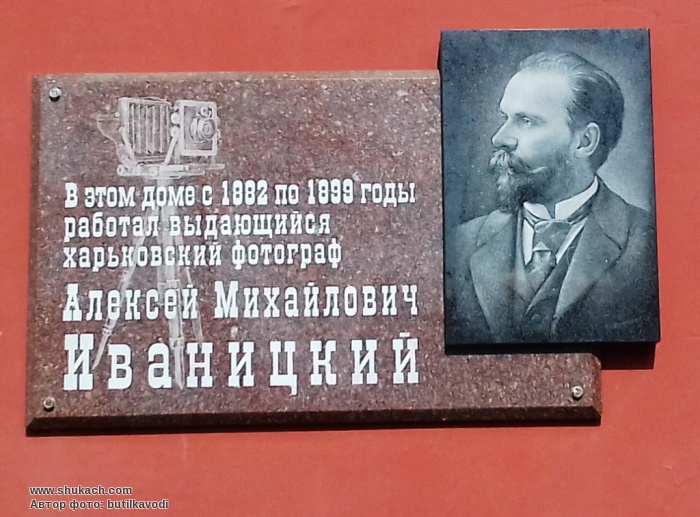 В этом доме с 1882 по 1899 годы
работал выдающийся
харьковский фотограф
Алексей Михайлович
Иваницкий
www.shukach.com
Автор фото: butilkavodi